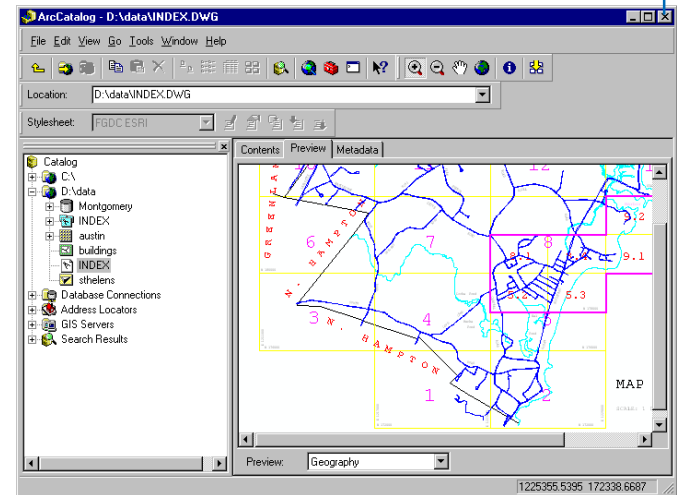 ArcCatalog - D:\data\INDEX.DWG
File Edit View Go Tools Window Help
Location: D:\data\INDEX.DWG
Stylesheet: FGDC ESRI
Contents Preview Metadata
Catalog
C:\
D:\data
Montgomery
INDEX
austin
buildings
INDEX
sthelens
Database Connections
Address Locators
GIS Servers
Search Results
12
9.2
6 7 8
9.1
5.3
3 4 5
1 2
N. HAMPTON
N. HAMPTON
MAP
Preview: Geography
1225355.5395 172338.6687